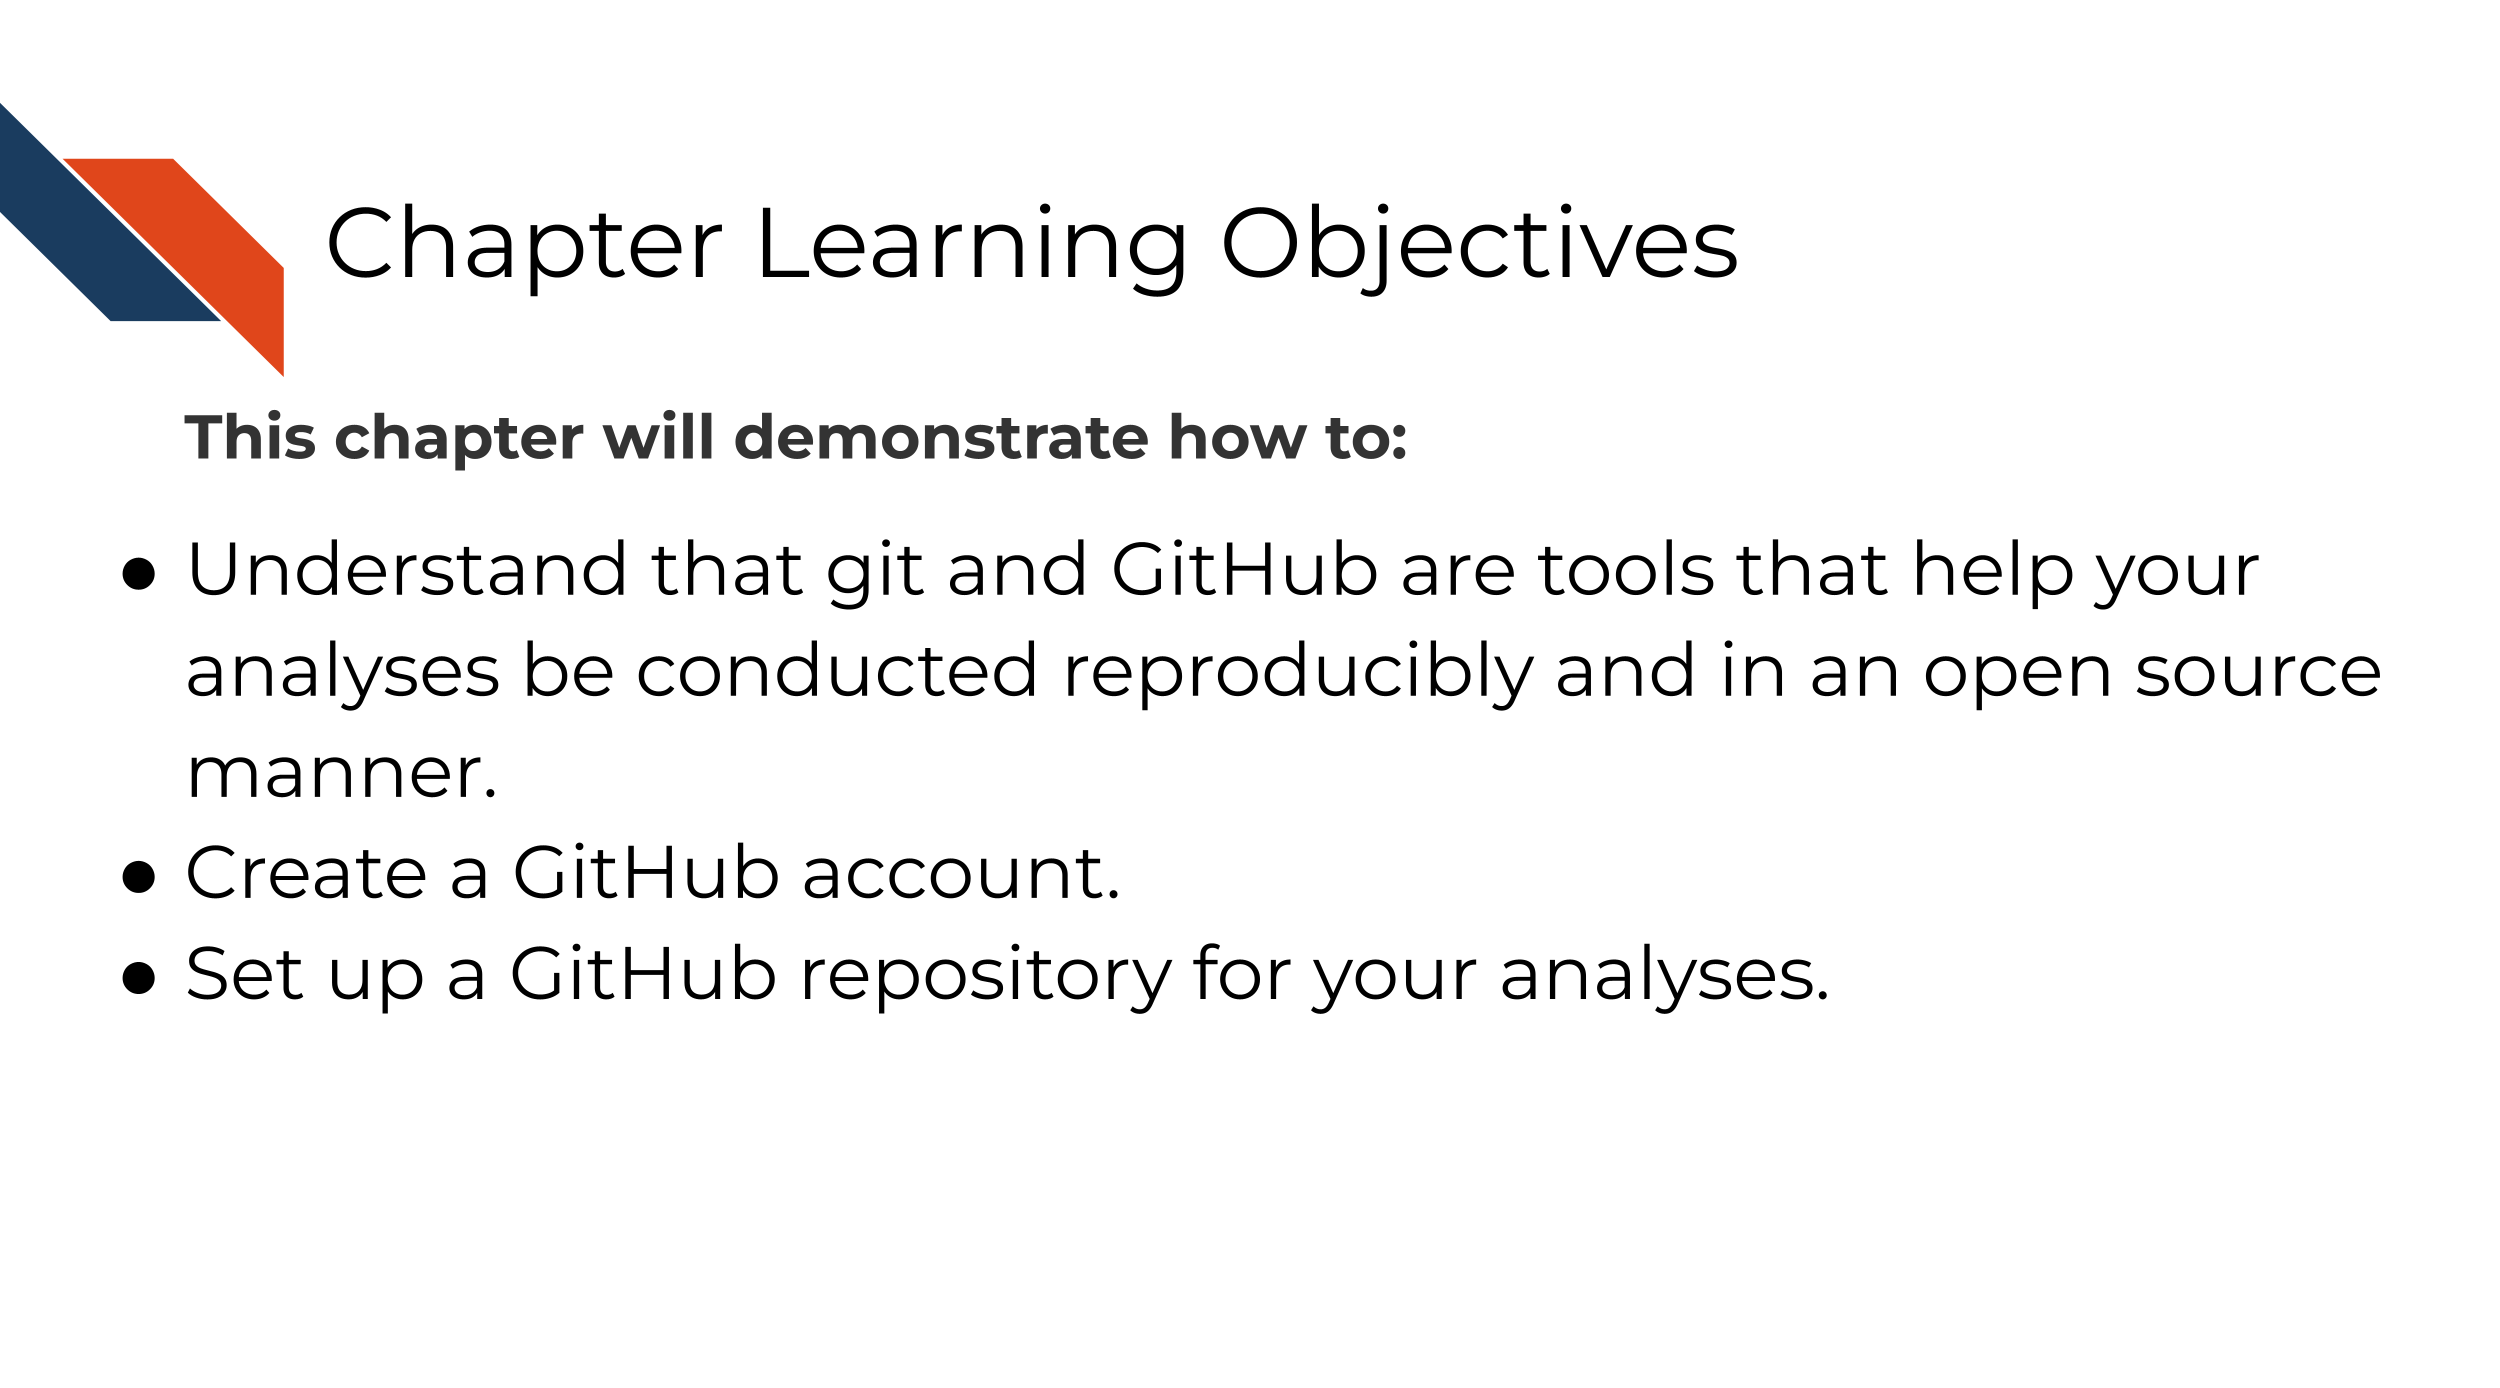 Chapter Learning Objectives
This chapter will demonstrate how to:
● Understand that git and GitHub are tools that help your
analyses be conducted reproducibly and in an open source
manner.
● Create a GitHub account.
● Set up a GitHub repository for your analyses.